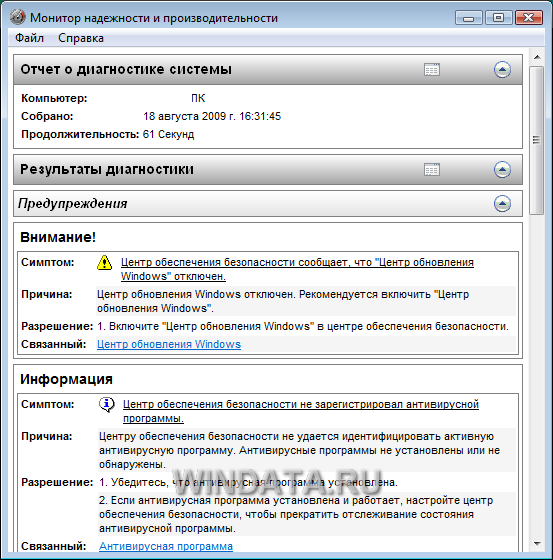 Монитор надежности и производительности
Файл Справка
Отчет о диагностике системы
Компьютер: ПК
Собрано: 18 августа 2009 г. 16:31:45
Продолжительность: 61 Секунд
Результаты диагностики
Предупреждения
Внимание!
Симптом: Центр обеспечения безопасности сообщает, что "Центр обновления
Windows" отключен.
Причина: Центр обновления Windows отключен. Рекомендуется включить "Центр
обновления Windows".
Разрешение: 1. Включите "Центр обновления Windows" в центре обеспечения безопасности.
Связанный: Центр обновления Windows
Информация
Симптом: Центр обеспечения безопасности не зарегистрировал антивирусной
программы.
Причина: Центру обеспечения безопасности не удается идентифицировать активную
антивирусную программу. Антивирусные программы не установлены или не
обнаружены.
WINDATA.RU
Разрешение: 1. Убедитесь, что антивирусная программа установлена.
2. Если антивирусная программа установлена и работает, настройте центр
обеспечения безопасности, чтобы прекратить отслеживание состояния
антивирусной программы.
Связанный: Антивирусная программа